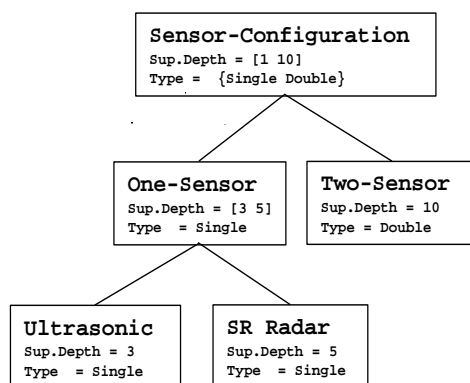 Sensor-Configuration
Sup.Depth = [1 10]
Type = {Single Double}
One-Sensor
Sup.Depth = [3 5]
Type = Single
Two-Sensor
Sup.Depth = 10
Type = Double
Ultrasonic
Sup.Depth = 3
Type = Single
SR Radar
Sup.Depth = 5
Type = Single